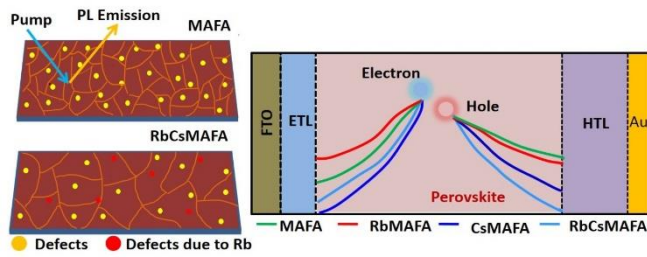 Pump
PL Emission
MAFA
RbCsMAFA
Defects
Defects due to Rb
FTO
ETL
Electron
Hole
Perovskite
HTL
Au
MAFA
RbMAFA
CsMAFA
RbCsMAFA